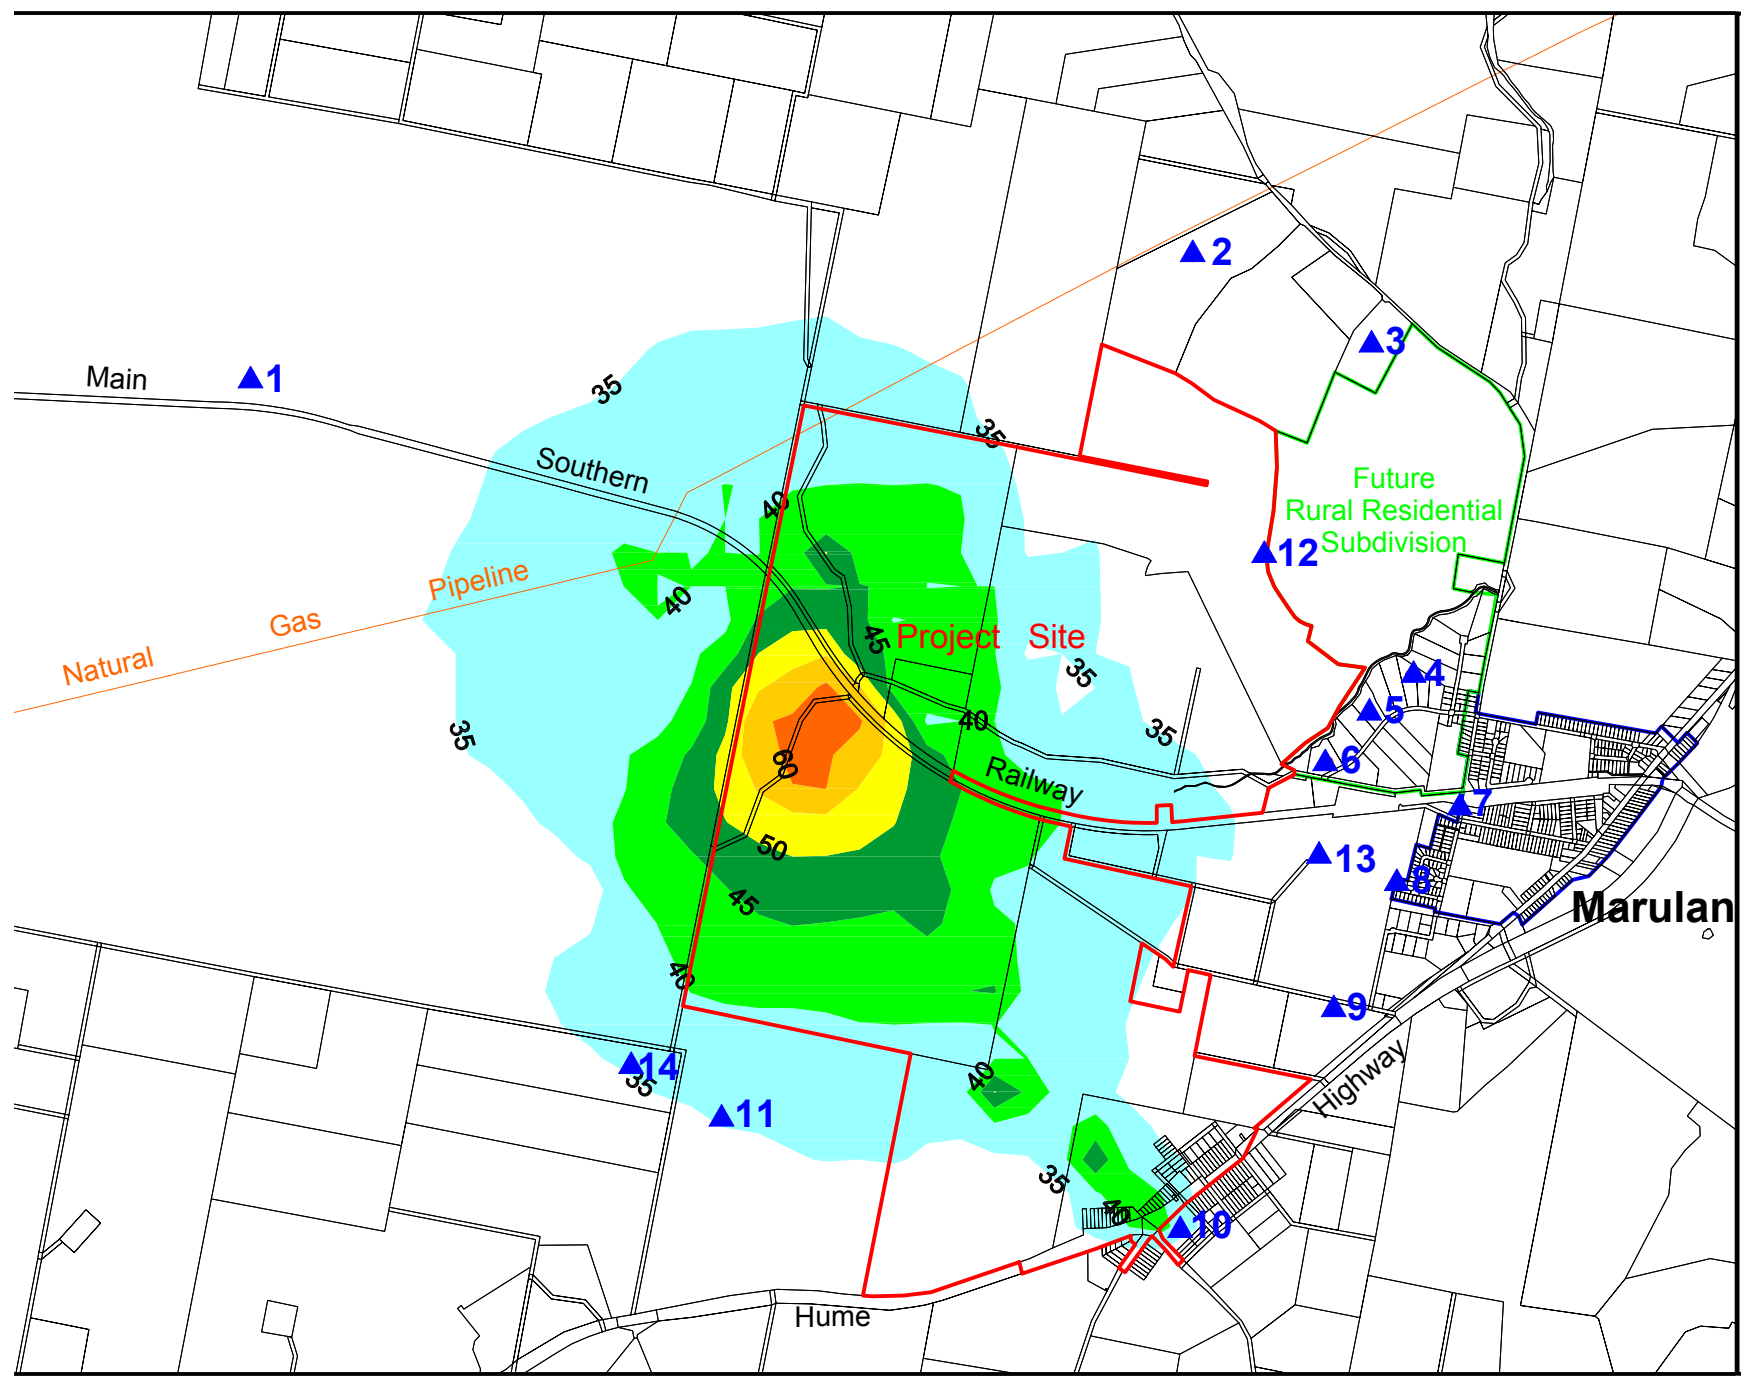 2
3
35
Main
1
35
Southern
Future
Rural Residential
Subdivision
40
12
Natural Gas Pipeline
40
45
Project Site
35
4
5
35
40
35
6
60
Railway
7
50
13
8
45
Marulan
40
9
14
35
40
Highway
11
35
40
10
Hume